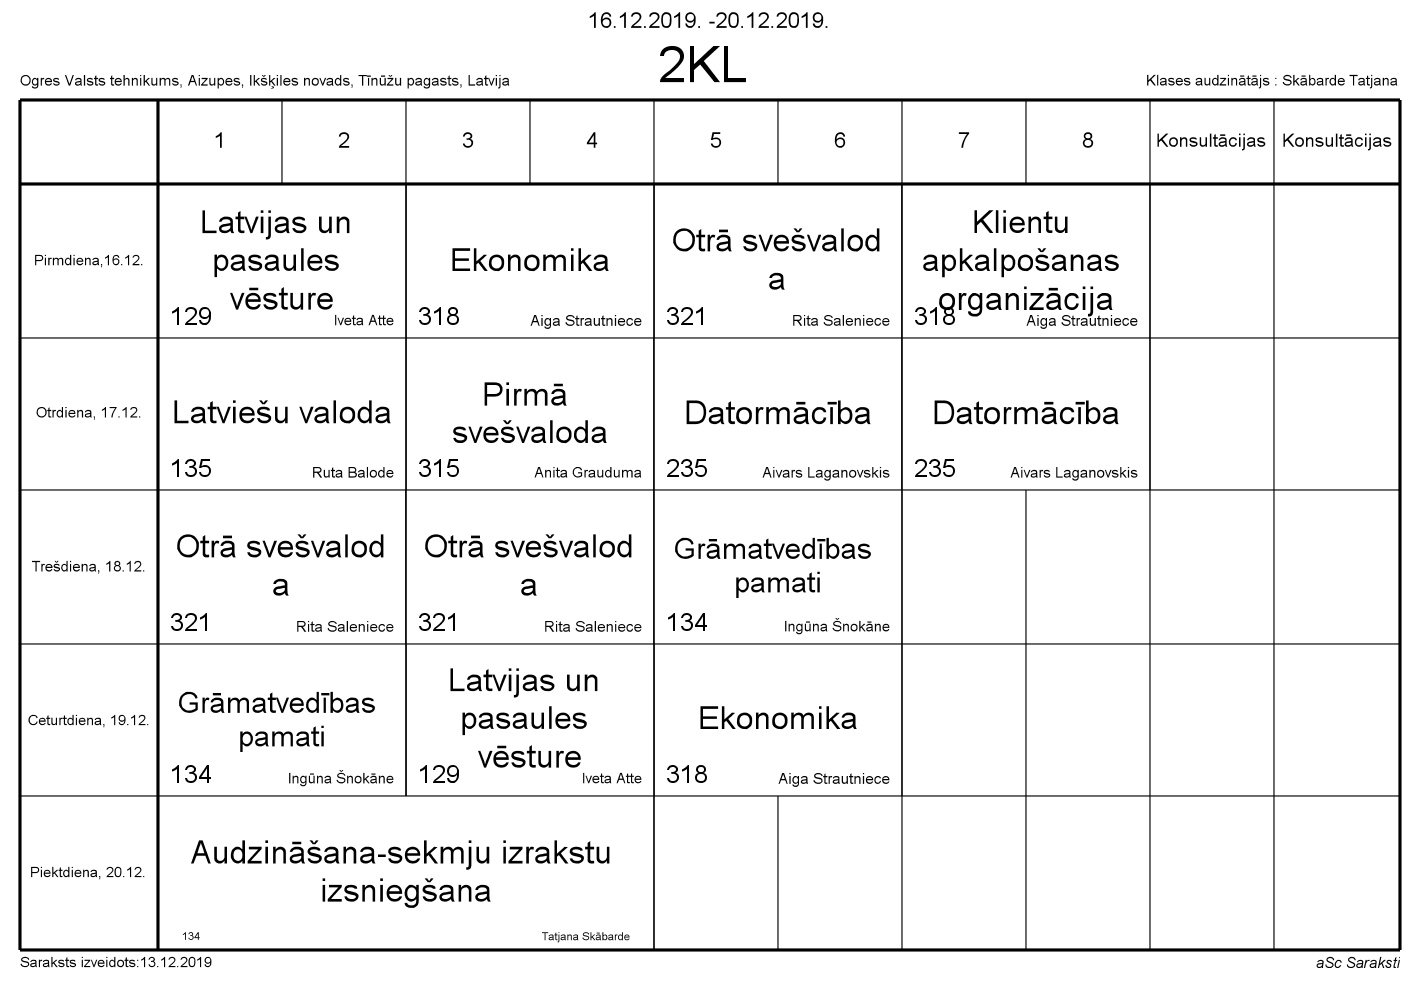 16.12.2019. -20.12.2019.
2KL
Ogres Valsts tehnikums, Aizupes, Ikšķiles novads, Tīnūžu pagasts, Latvija
Klases audzinātājs : Skābarde Tatjana
1 2 3 4 5 6 7 8 Konsultācijas Konsultācijas
Pirmdiena,16.12.
Latvijas un
pasaules
vēsture
129 Iveta Atte
Ekonomika
318 Aiga Strautniece
Otrā svešvalod
a
321 Rita Saleniece
Klientu
apkalpošanas
organizācija
318 Aiga Strautniece
Otrdiena, 17.12.
Latviešu valoda
135 Ruta Balode
Pirmā
svešvaloda
315 Anita Grauduma
Datormācība
235 Aivars Laganovskis
Datormācība
235 Aivars Laganovskis
Trešdiena, 18.12.
Otrā svešvalod
a
321 Rita Saleniece
Otrā svešvalod
a
321 Rita Saleniece
Grāmatvedības
pamati
134 Ingūna Šnokāne
Ceturtdiena, 19.12.
Grāmatvedības
pamati
134 Ingūna Šnokāne
Latvijas un
pasaules
vēsture
129 Iveta Atte
Ekonomika
318 Aiga Strautniece
Piektdiena, 20.12.
Audzināšana-sekmju izrakstu
izsniegšana
134 Tatjana Skābarde
Saraksts izveidots:13.12.2019
aSc Saraksti